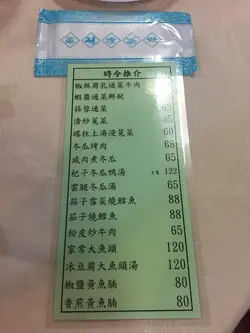 時令推介
椒絲腐乳通菜牛肉
蝦醬通菜鮮魷
蒜蓉通菜 65
清炒莧菜 55
瑤柱上湯浸莧菜 60
冬瓜烤肉 68
咸肉煮冬瓜 65
杞子冬瓜鴨湯 122
雲腿冬瓜湯 65
茄子雪菜燒鱈魚 88
茄子燒鱈魚 88
粉皮炒牛肉 65
家常大魚頭 120
冰豆腐大魚頭湯 120
椒鹽黃魚腩 80
香煎黃魚腩 80